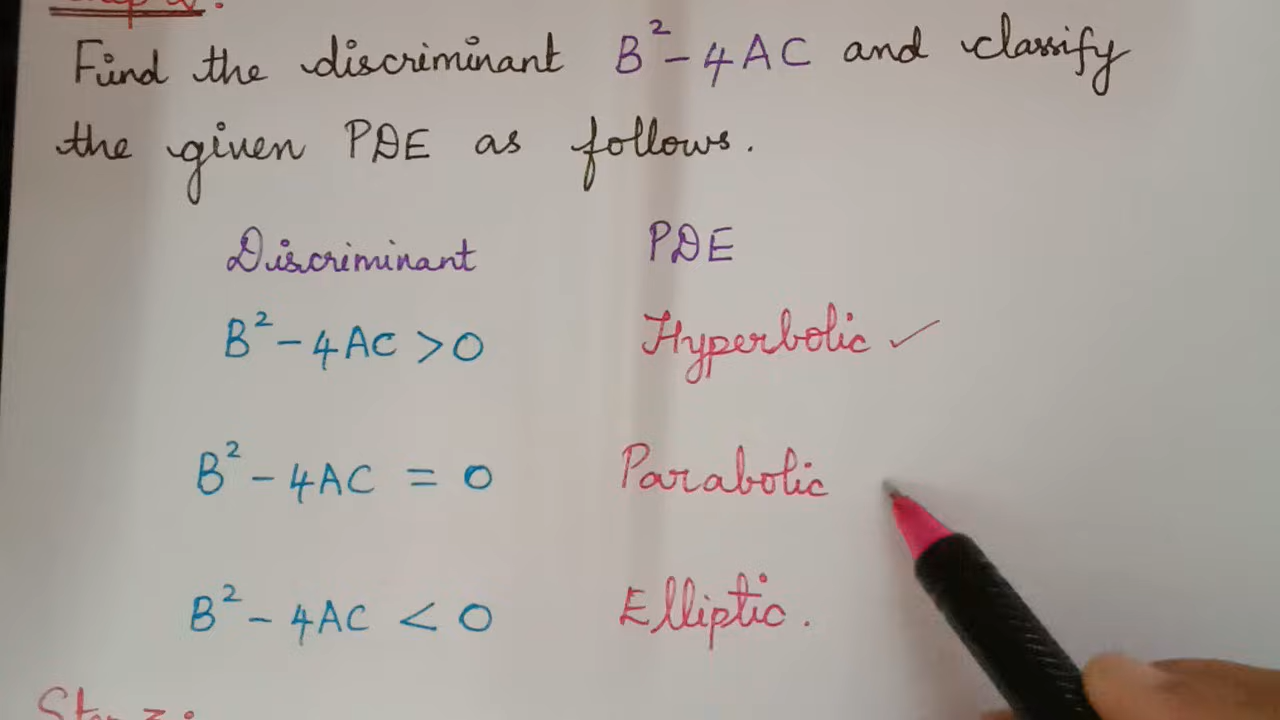 Find the discriminant B² - 4AC and classify
the given PDE as follows.
Discriminant PDE
B² - 4AC > 0 Hyperbolic ✓
B² - 4AC = 0 Parabolic
B² - 4AC < 0 Elliptic.